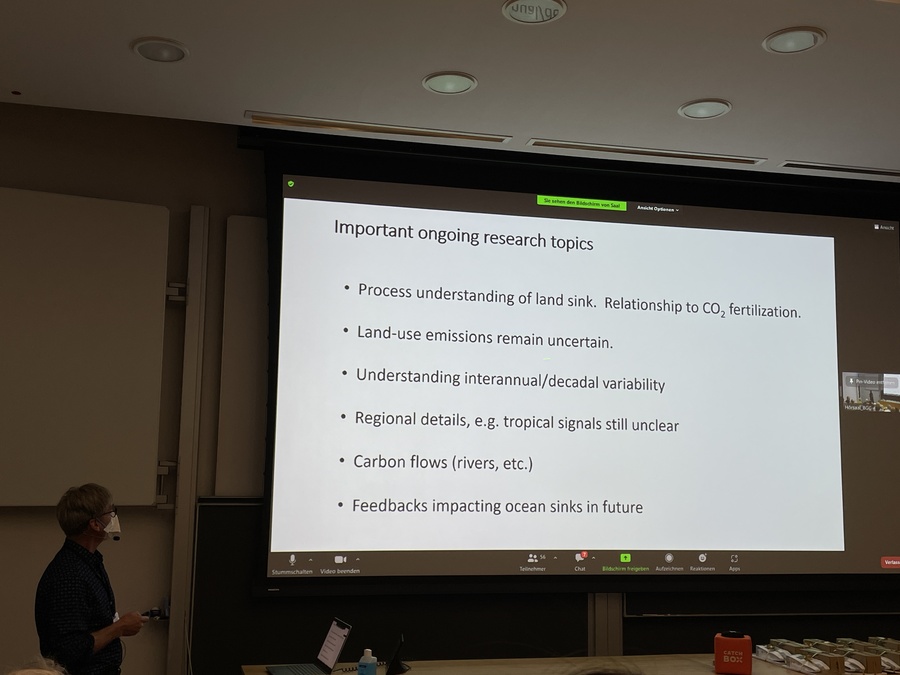 Sie sehen den Bildschirm von Saal
Ansicht Optionen
Ansicht
Important ongoing research topics
• Process understanding of land sink. Relationship to CO₂ fertilization.
• Land-use emissions remain uncertain.
• Understanding interannual/decadal variability
• Regional details, e.g. tropical signals still unclear
• Carbon flows (rivers, etc.)
• Feedbacks impacting ocean sinks in future
Stummschalten
Video beenden
56
Teilnehmer
Chat
Bildschirm freigeben
Aufzeichnen
Reaktionen
Apps
CATCH
BOX